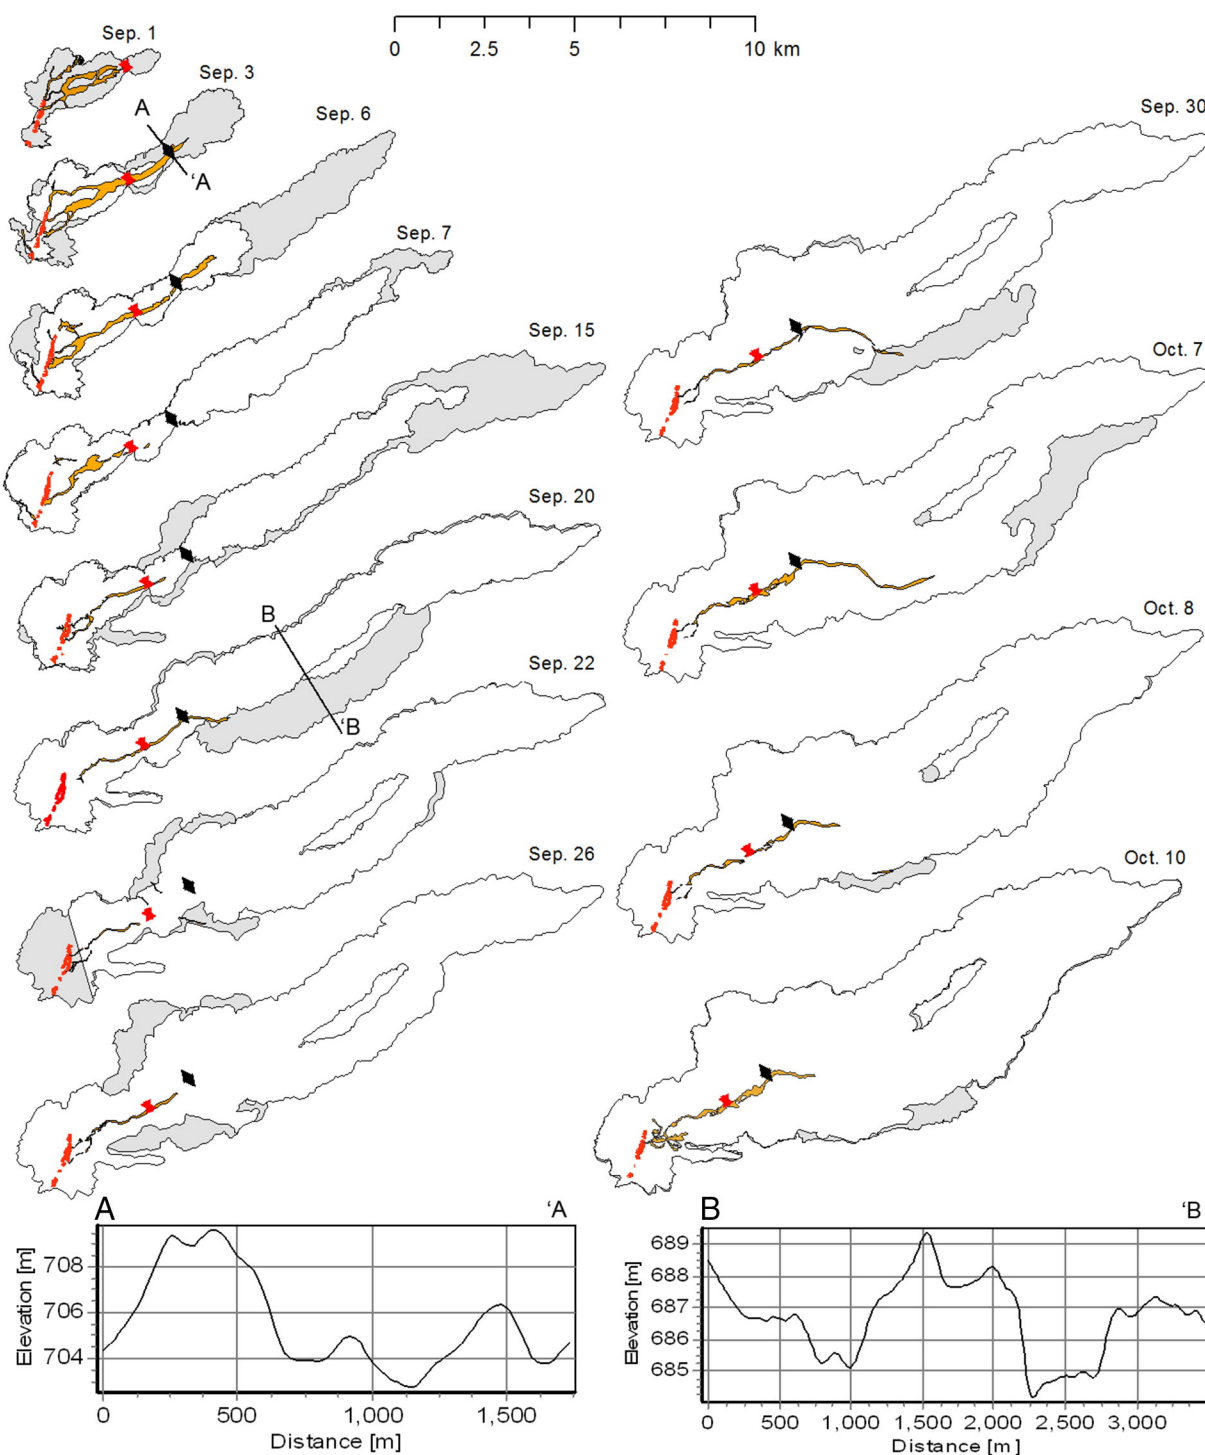 0 2.5 5 10 km
Sep. 1
Sep. 3
A
'A
Sep. 6
Sep. 7
Sep. 15
Sep. 20
B
'B
Sep. 22
Sep. 26
Sep. 30
Oct. 7
Oct. 8
Oct. 10
A 'A
Elevation [m]
708
706
704
0 500 1,000 1,500
Distance [m]
B 'B
Elevation [m]
689
688
687
686
685
0 500 1,000 1,500 2,000 2,500 3,000
Distance [m]